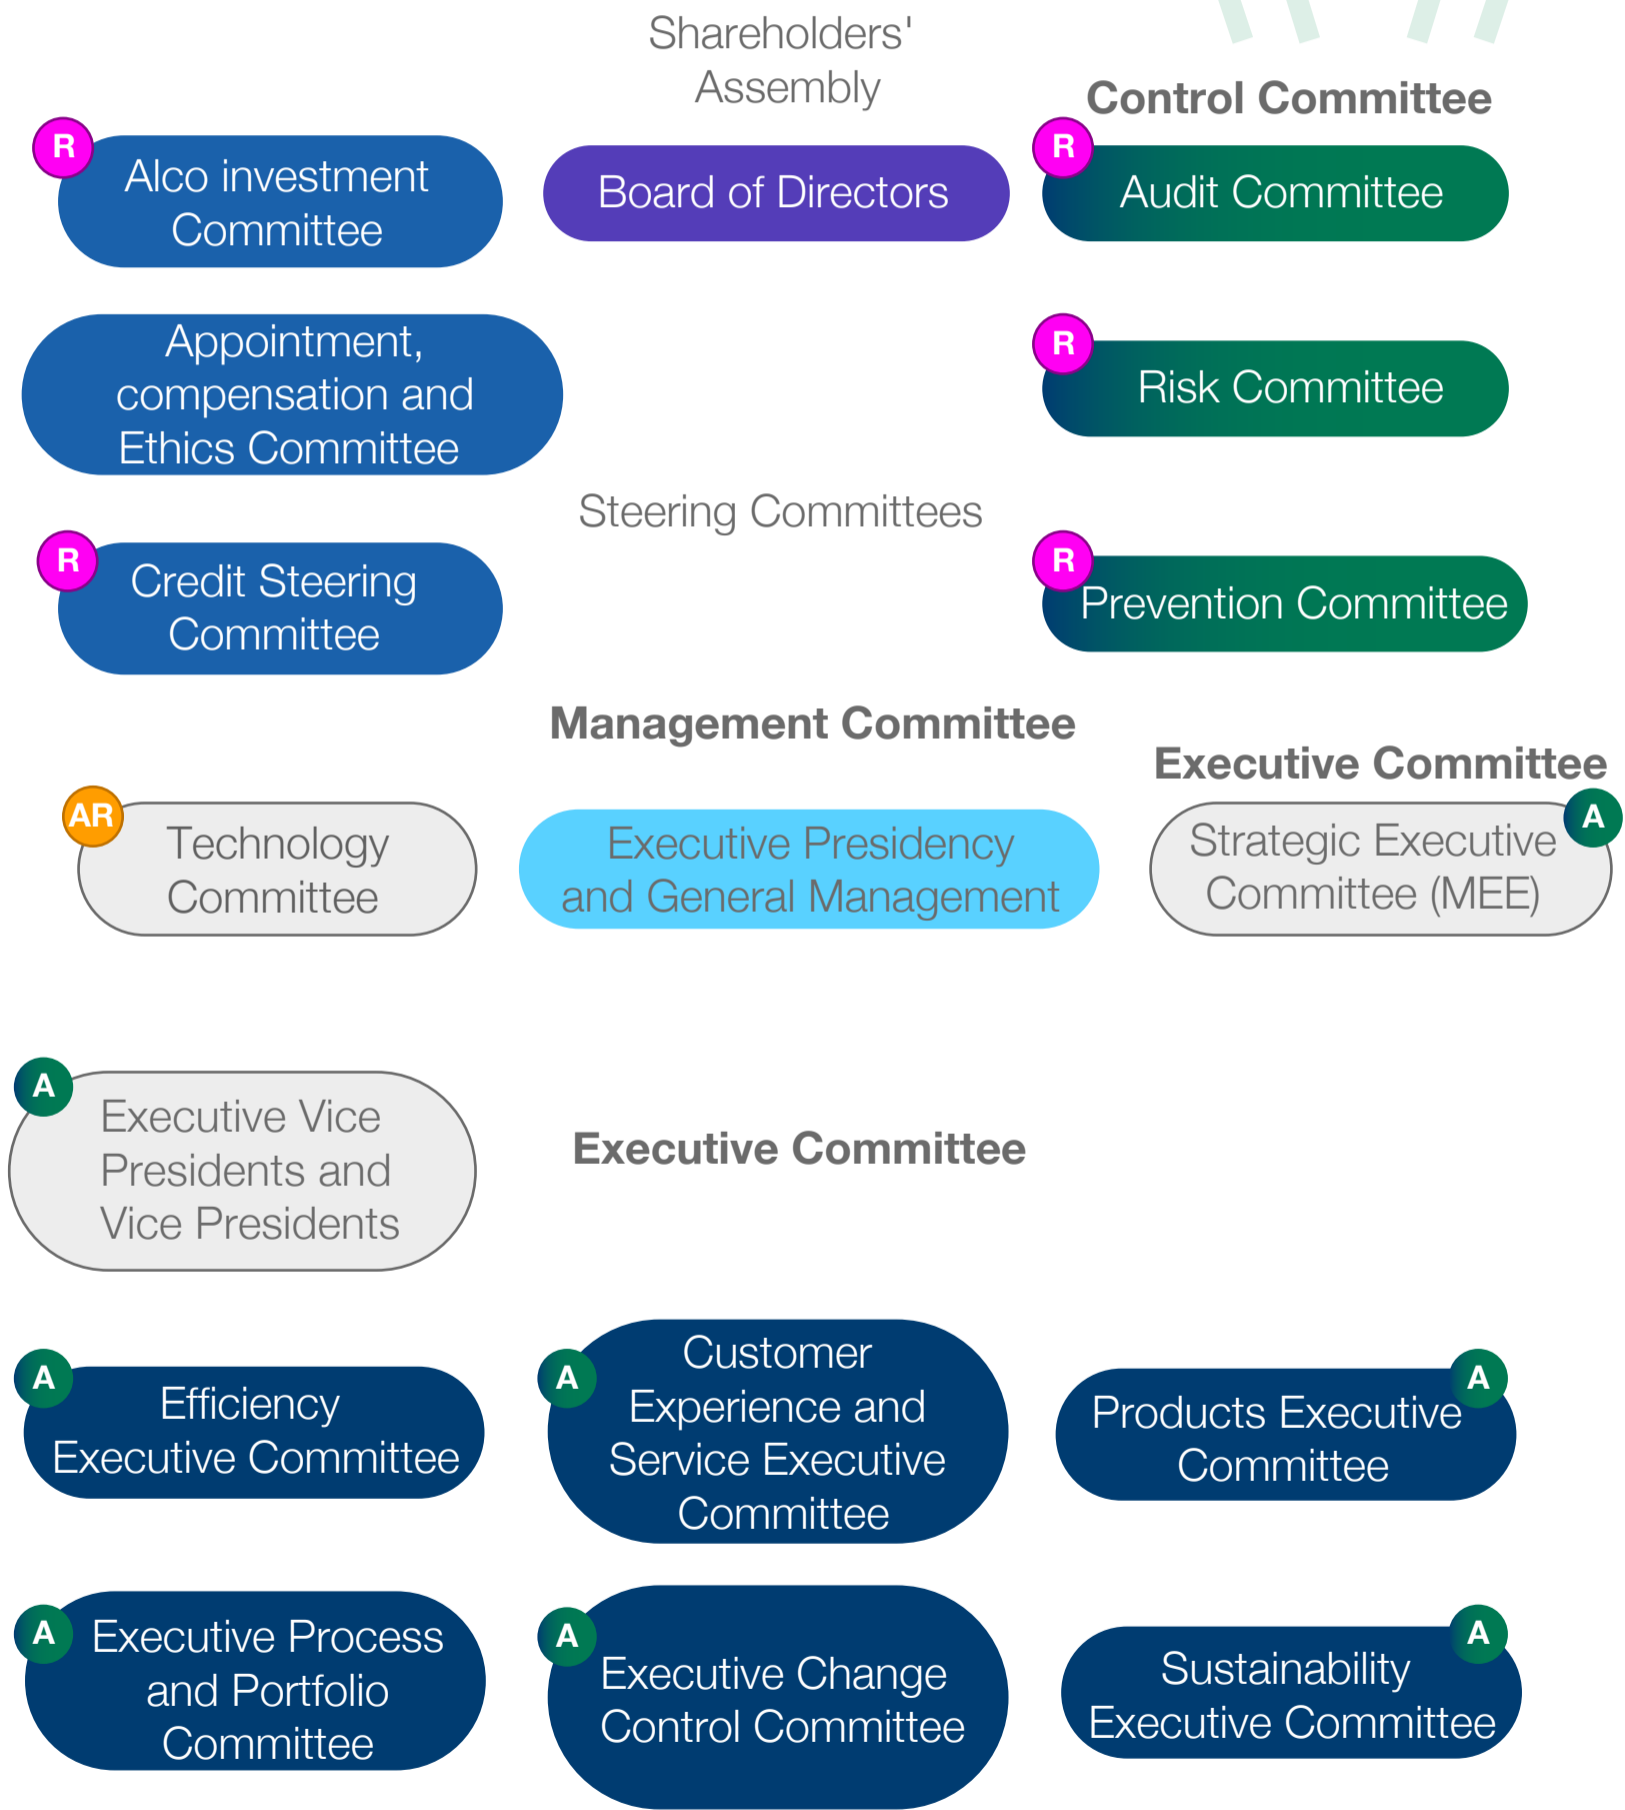 Shareholders'
Assembly
Control Committee
R
Alco investment
Committee
Board of Directors
R
Audit Committee
Appointment,
compensation and
Ethics Committee
R
Risk Committee
Steering Committees
R
Credit Steering
Committee
R
Prevention Committee
Management Committee
Executive Committee
AR
Technology
Committee
Executive Presidency
and General Management
A
Strategic Executive
Committee (MEE)
A
Executive Vice
Presidents and
Vice Presidents
Executive Committee
A
Efficiency
Executive Committee
A
Customer
Experience and
Service Executive
Committee
A
Products Executive
Committee
A
Executive Process
and Portfolio
Committee
A
Executive Change
Control Committee
A
Sustainability
Executive Committee